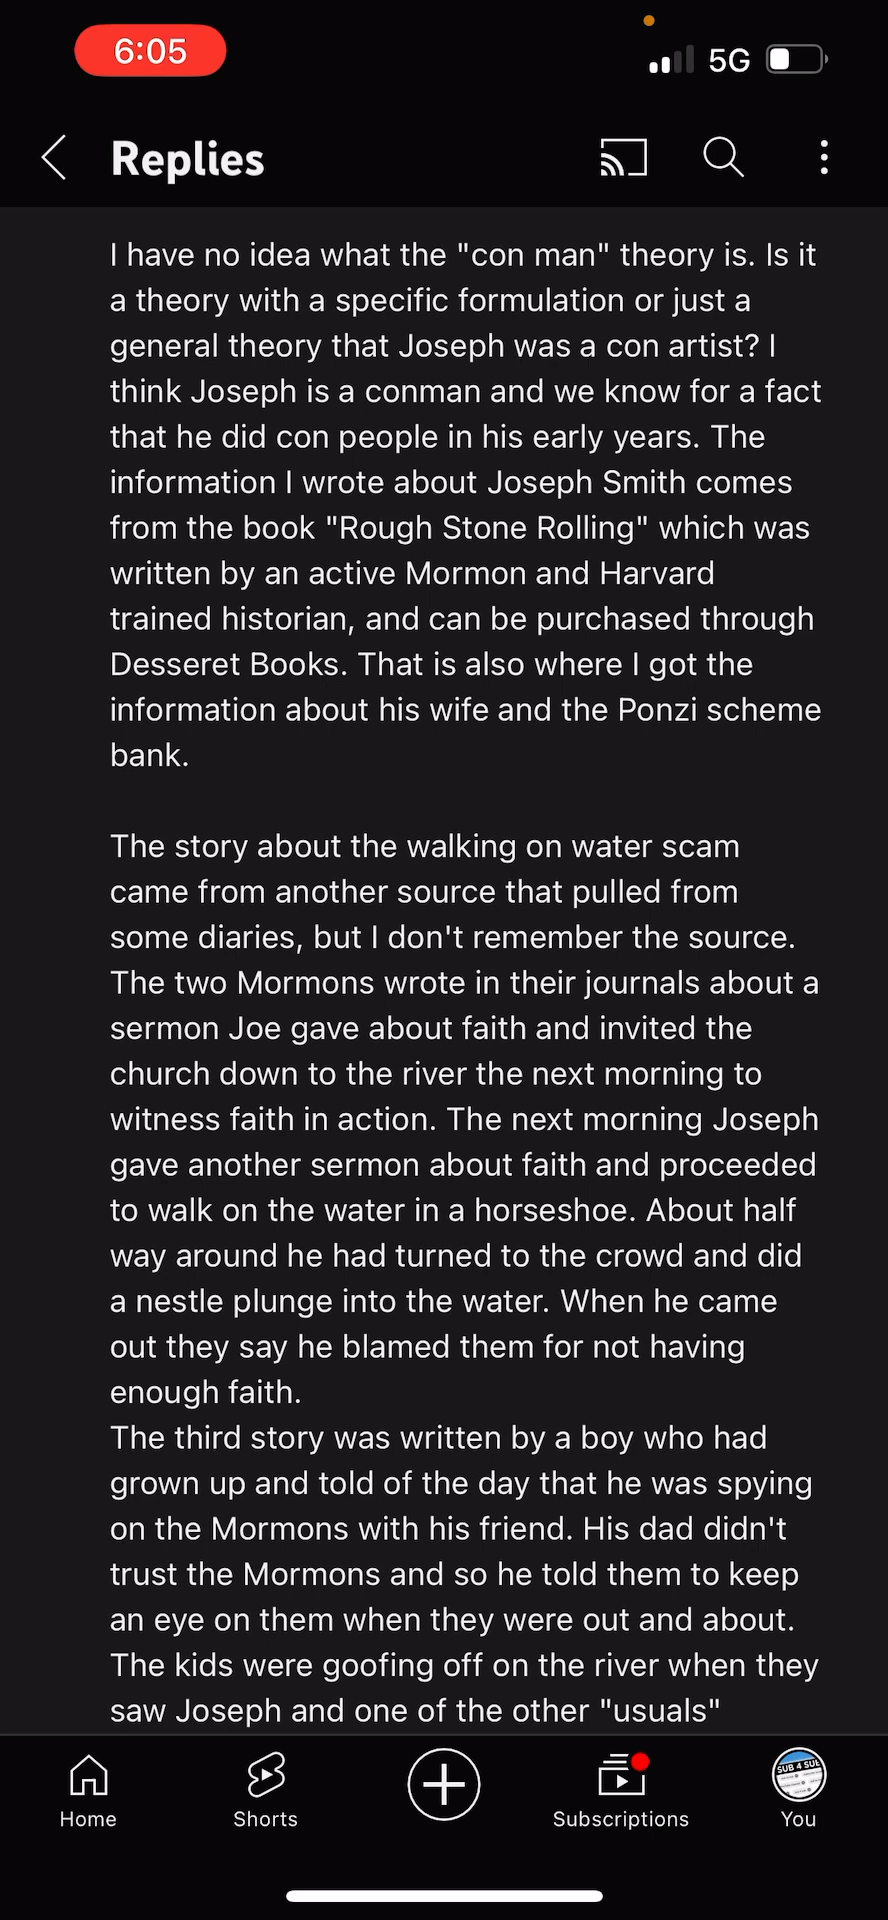 6:05
5G
Replies
I have no idea what the "con man" theory is. Is it
a theory with a specific formulation or just a
general theory that Joseph was a con artist? I
think Joseph is a conman and we know for a fact
that he did con people in his early years. The
information I wrote about Joseph Smith comes
from the book "Rough Stone Rolling" which was
written by an active Mormon and Harvard
trained historian, and can be purchased through
Desseret Books. That is also where I got the
information about his wife and the Ponzi scheme
bank.
The story about the walking on water scam
came from another source that pulled from
some diaries, but I don't remember the source.
The two Mormons wrote in their journals about a
sermon Joe gave about faith and invited the
church down to the river the next morning to
witness faith in action. The next morning Joseph
gave another sermon about faith and proceeded
to walk on the water in a horseshoe. About half
way around he had turned to the crowd and did
a nestle plunge into the water. When he came
out they say he blamed them for not having
enough faith.
The third story was written by a boy who had
grown up and told of the day that he was spying
on the Mormons with his friend. His dad didn't
trust the Mormons and so he told them to keep
an eye on them when they were out and about.
The kids were goofing off on the river when they
saw Joseph and one of the other "usuals"
SUB 4 SUB
Home
Shorts
Subscriptions
You